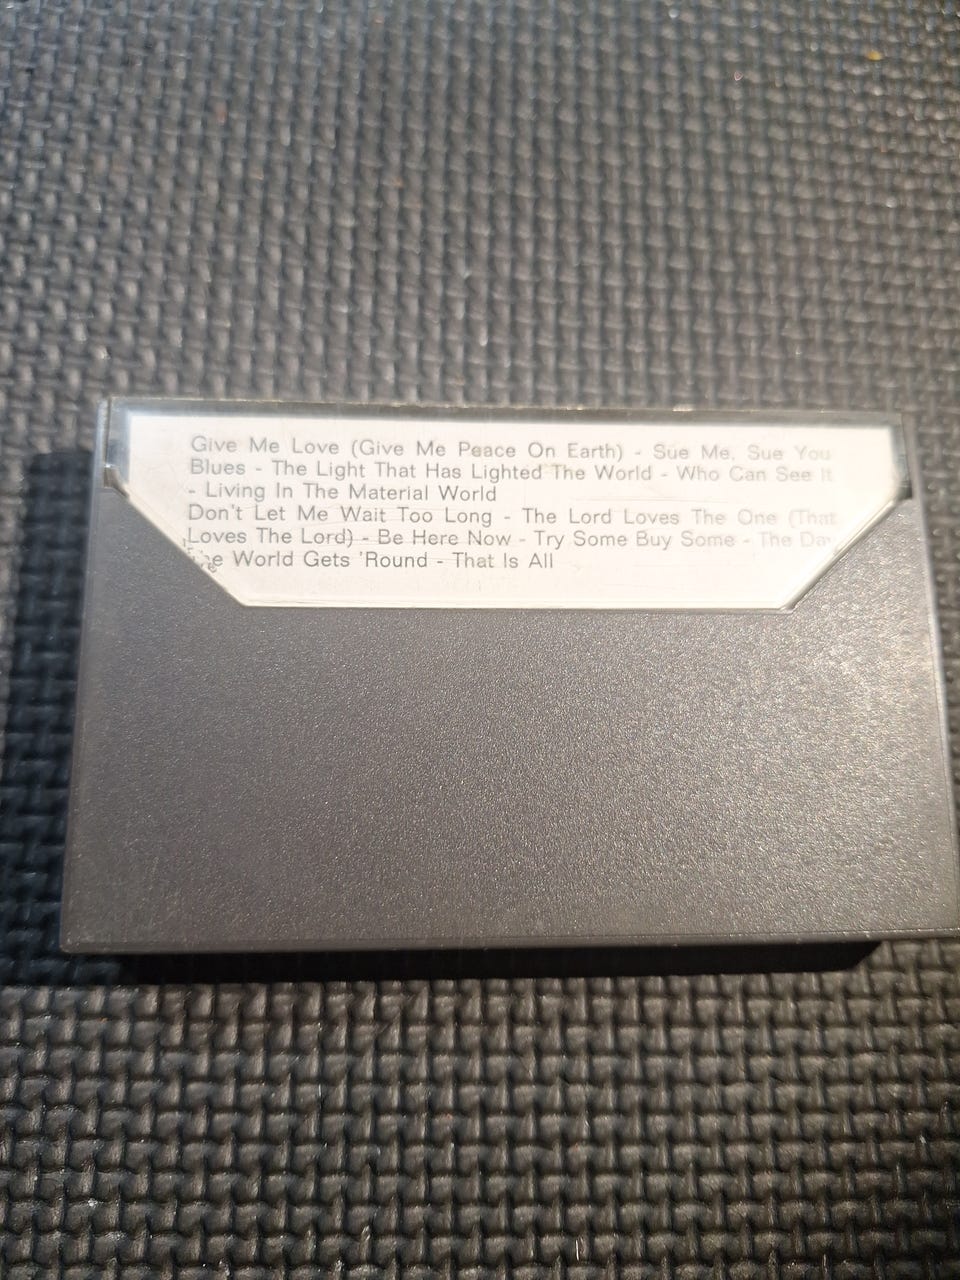 Give Me Love (Give Me Peace On Earth) - Sue Me, Sue You
Blues - The Light That Has Lighted The World - Who Can See It
- Living In The Material World
Don't Let Me Wait Too Long - The Lord Loves The One (That
Loves The Lord) - Be Here Now - Try Some Buy Some - The Day
World Gets 'Round - That Is All